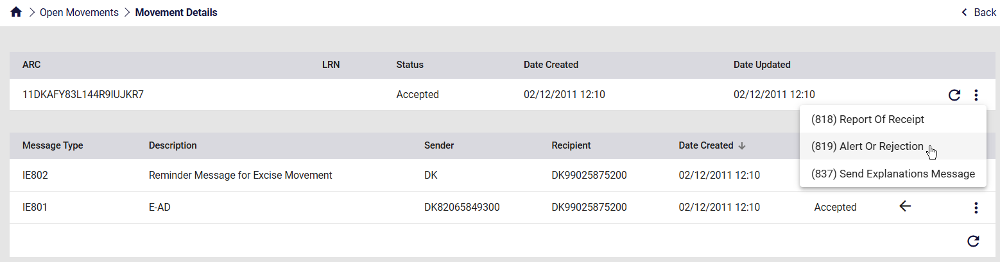 Open Movements Movement Details Back
ARC LRN Status Date Created Date Updated
11DKAFY83L144R9IUJKR7 Accepted 02/12/2011 12:10 02/12/2011 12:10
(818) Report Of Receipt
Message Type Description Sender Recipient Date Created (819) Alert Or Rejection
IE802 Reminder Message for Excise Movement DK DK99025875200 02/12/2011 12:10 (837) Send Explanations Message
IE801 E-AD DK82065849300 DK99025875200 02/12/2011 12:10 Accepted